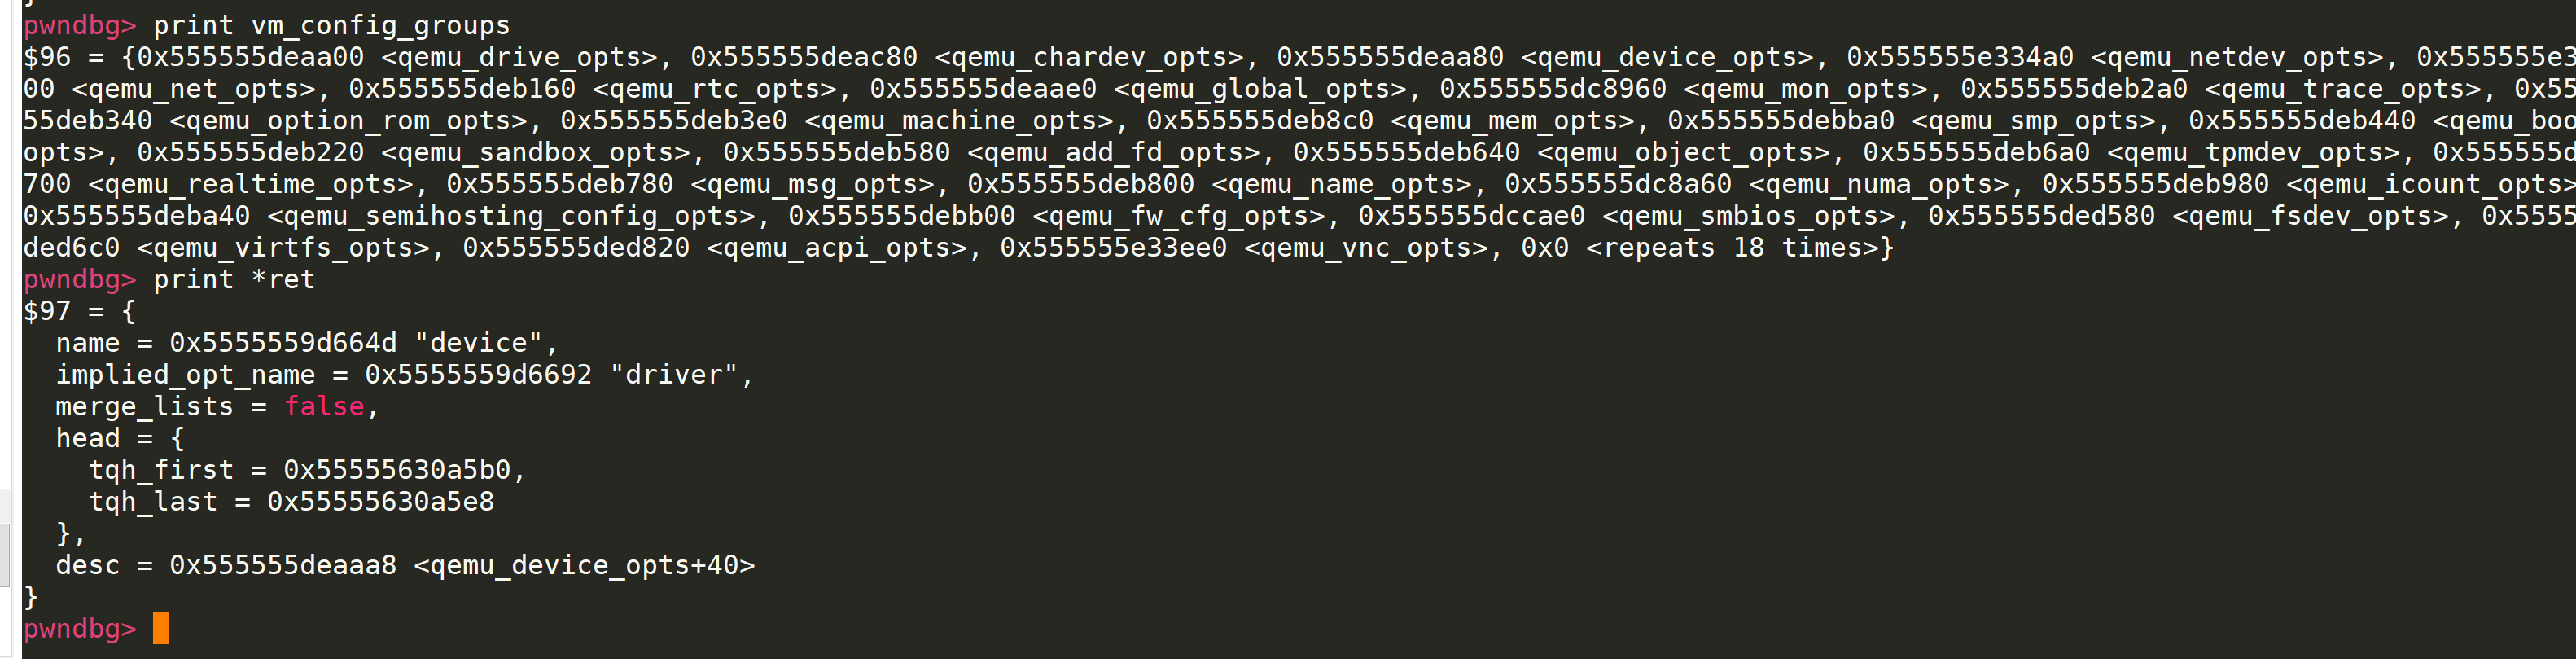 }
pwndbg> print vm_config_groups
$96 = {0x555555deaa00 <qemu_drive_opts>, 0x555555deac80 <qemu_chardev_opts>, 0x555555deaa80 <qemu_device_opts>, 0x555555e334a0 <qemu_netdev_opts>, 0x555555e3
00 <qemu_net_opts>, 0x555555deb160 <qemu_rtc_opts>, 0x555555deaae0 <qemu_global_opts>, 0x555555dc8960 <qemu_mon_opts>, 0x555555deb2a0 <qemu_trace_opts>, 0x55
55deb340 <qemu_option_rom_opts>, 0x555555deb3e0 <qemu_machine_opts>, 0x555555deb8c0 <qemu_mem_opts>, 0x555555debba0 <qemu_smp_opts>, 0x555555deb440 <qemu_boo
opts>, 0x555555deb220 <qemu_sandbox_opts>, 0x555555deb580 <qemu_add_fd_opts>, 0x555555deb640 <qemu_object_opts>, 0x555555deb6a0 <qemu_tpmdev_opts>, 0x555555d
700 <qemu_realtime_opts>, 0x555555deb780 <qemu_msg_opts>, 0x555555deb800 <qemu_name_opts>, 0x555555dc8a60 <qemu_numa_opts>, 0x555555deb980 <qemu_icount_opts>
0x555555deba40 <qemu_semihosting_config_opts>, 0x555555debb00 <qemu_fw_cfg_opts>, 0x555555dccae0 <qemu_smbios_opts>, 0x555555ded580 <qemu_fsdev_opts>, 0x5555
ded6c0 <qemu_virtfs_opts>, 0x555555ded820 <qemu_acpi_opts>, 0x555555e33ee0 <qemu_vnc_opts>, 0x0 <repeats 18 times>}
pwndbg> print *ret
$97 = {
  name = 0x5555559d664d "device",
  implied_opt_name = 0x5555559d6692 "driver",
  merge_lists = false,
  head = {
    tqh_first = 0x55555630a5b0,
    tqh_last = 0x55555630a5e8
  },
  desc = 0x555555deaaa8 <qemu_device_opts+40>
}
pwndbg>